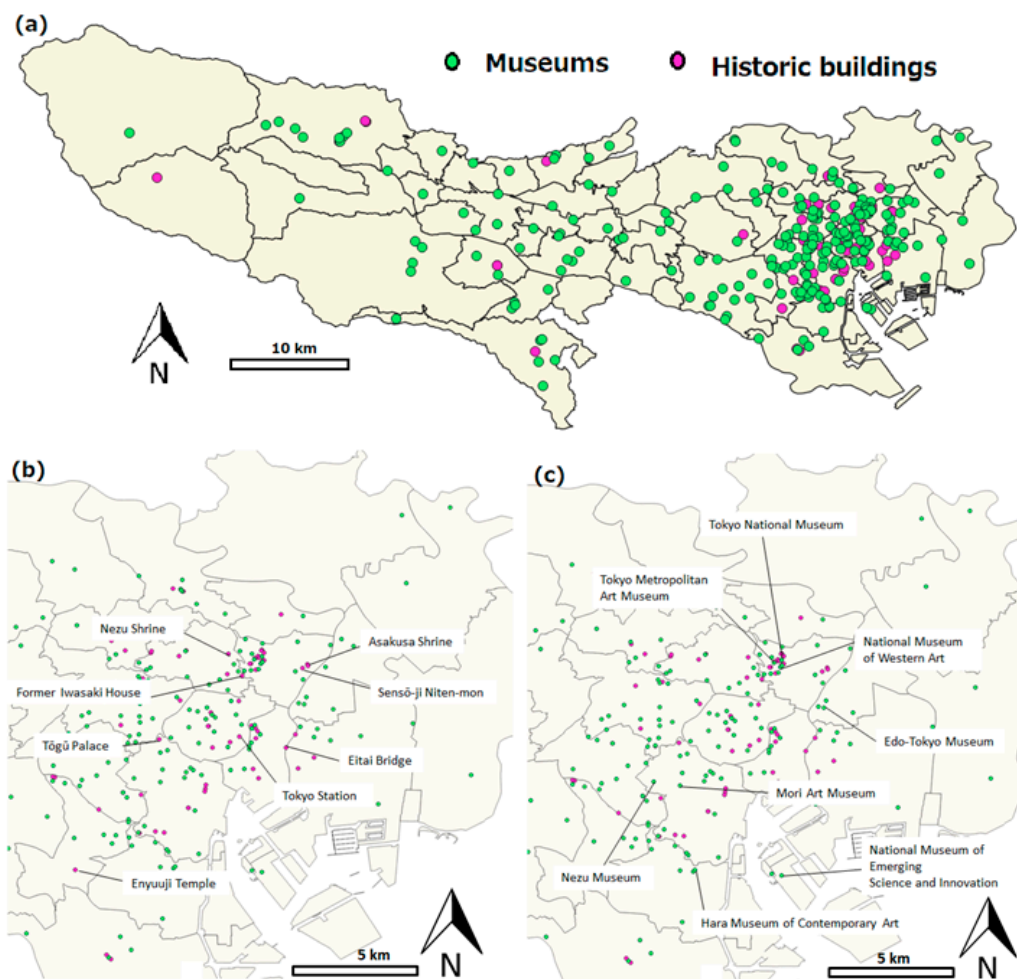 (a)
Museums
Historic buildings
10 km
N
(b)
Nezu Shrine
Asakusa Shrine
Former Iwasaki House
Sensō-ji Niten-mon
Tōgū Palace
Eitai Bridge
Tokyo Station
Enyuuji Temple
5 km
N
(c)
Tokyo National Museum
Tokyo Metropolitan
Art Museum
National Museum
of Western Art
Edo-Tokyo Museum
Mori Art Museum
Nezu Museum
National Museum of
Emerging
Science and Innovation
Hara Museum of Contemporary Art
5 km
N